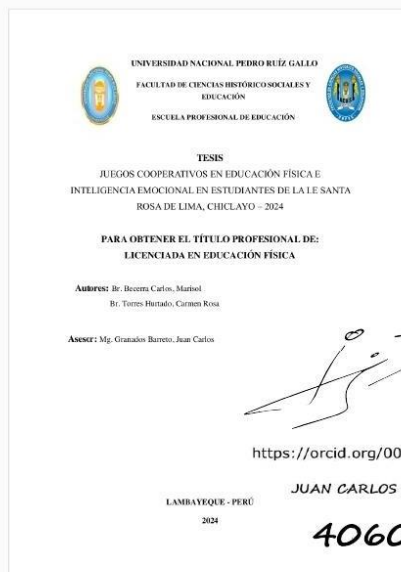 UNIVERSIDAD NACIONAL PEDRO RUÍZ GALLO
FACULTAD DE CIENCIAS HISTÓRICO SOCIALES Y
EDUCACIÓN
ESCUELA PROFESIONAL DE EDUCACIÓN
TESIS
JUEGOS COOPERATIVOS EN EDUCACIÓN FÍSICA E
INTELIGENCIA EMOCIONAL EN ESTUDIANTES DE LA I.E SANTA
ROSA DE LIMA, CHICLAYO – 2024
PARA OBTENER EL TÍTULO PROFESIONAL DE:
LICENCIADA EN EDUCACIÓN FÍSICA
Autores: Br. Becerra Carlos, Marisol
Br. Torres Hurtado, Carmen Rosa
Asesor: Mg. Granados Barreto, Juan Carlos
https://orcid.org/00
JUAN CARLOS
LAMBAYEQUE - PERÚ
2024
4060